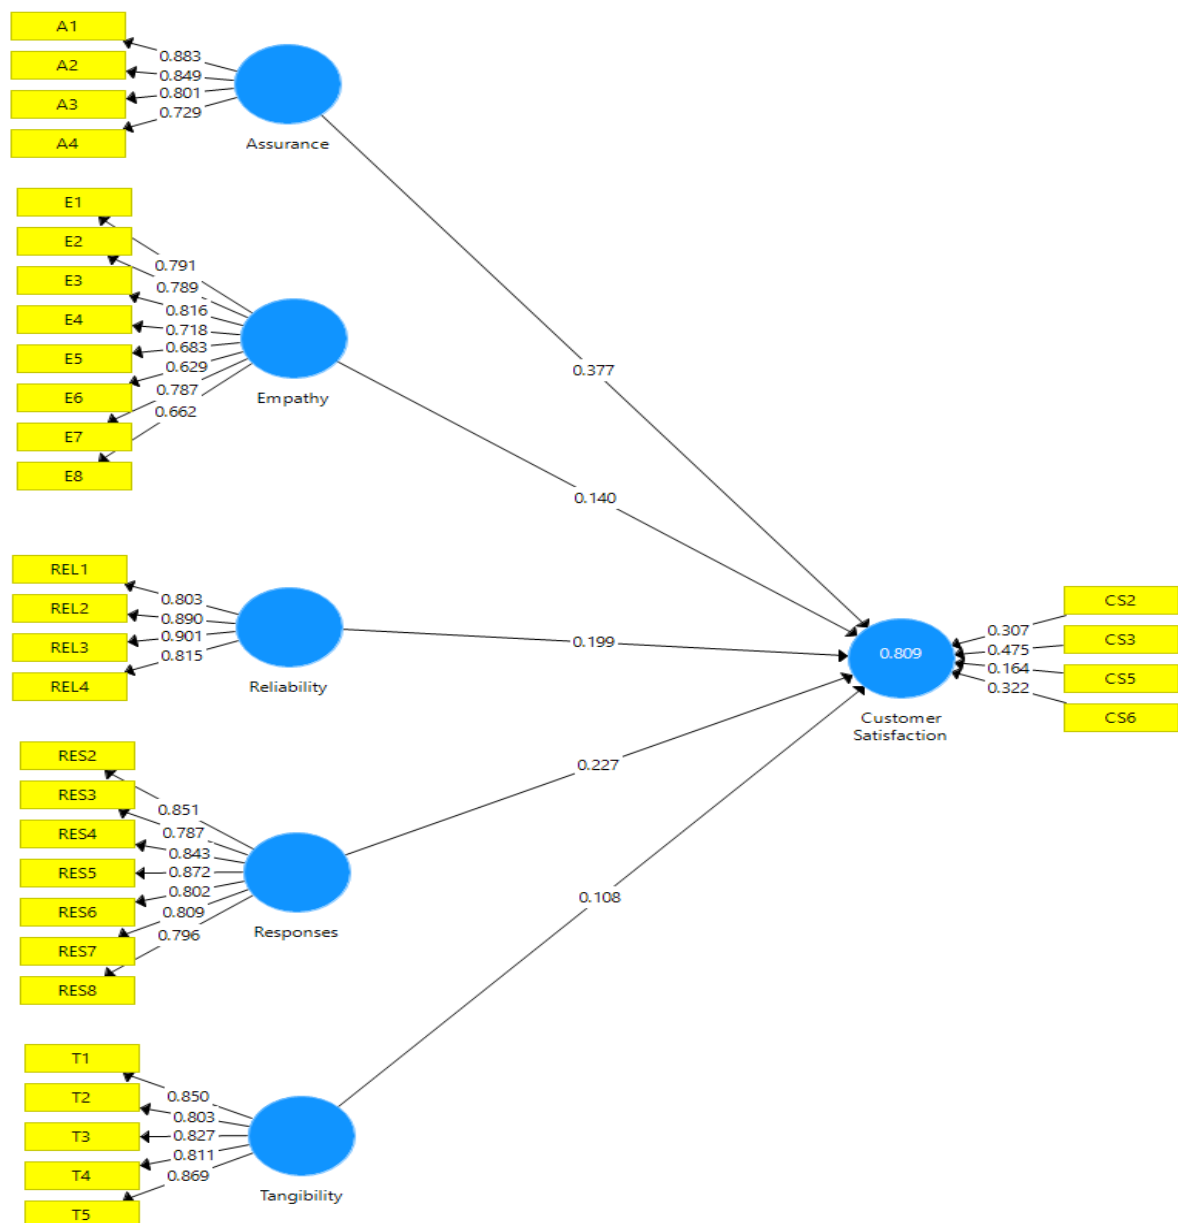 A1
A2
A3
A4
0.883
0.849
0.801
0.729
Assurance
E1
E2
E3
E4
E5
E6
E7
E8
0.791
0.789
0.816
0.718
0.683
0.629
0.787
0.662
Empathy
REL1
REL2
REL3
REL4
0.803
0.890
0.901
0.815
Reliability
RES2
RES3
RES4
RES5
RES6
RES7
RES8
0.851
0.787
0.843
0.872
0.802
0.809
0.796
Responses
T1
T2
T3
T4
T5
0.850
0.803
0.827
0.811
0.869
Tangibility
0.377
0.140
0.199
0.227
0.108
0.809
Customer
Satisfaction
0.307
0.475
0.164
0.322
CS2
CS3
CS5
CS6